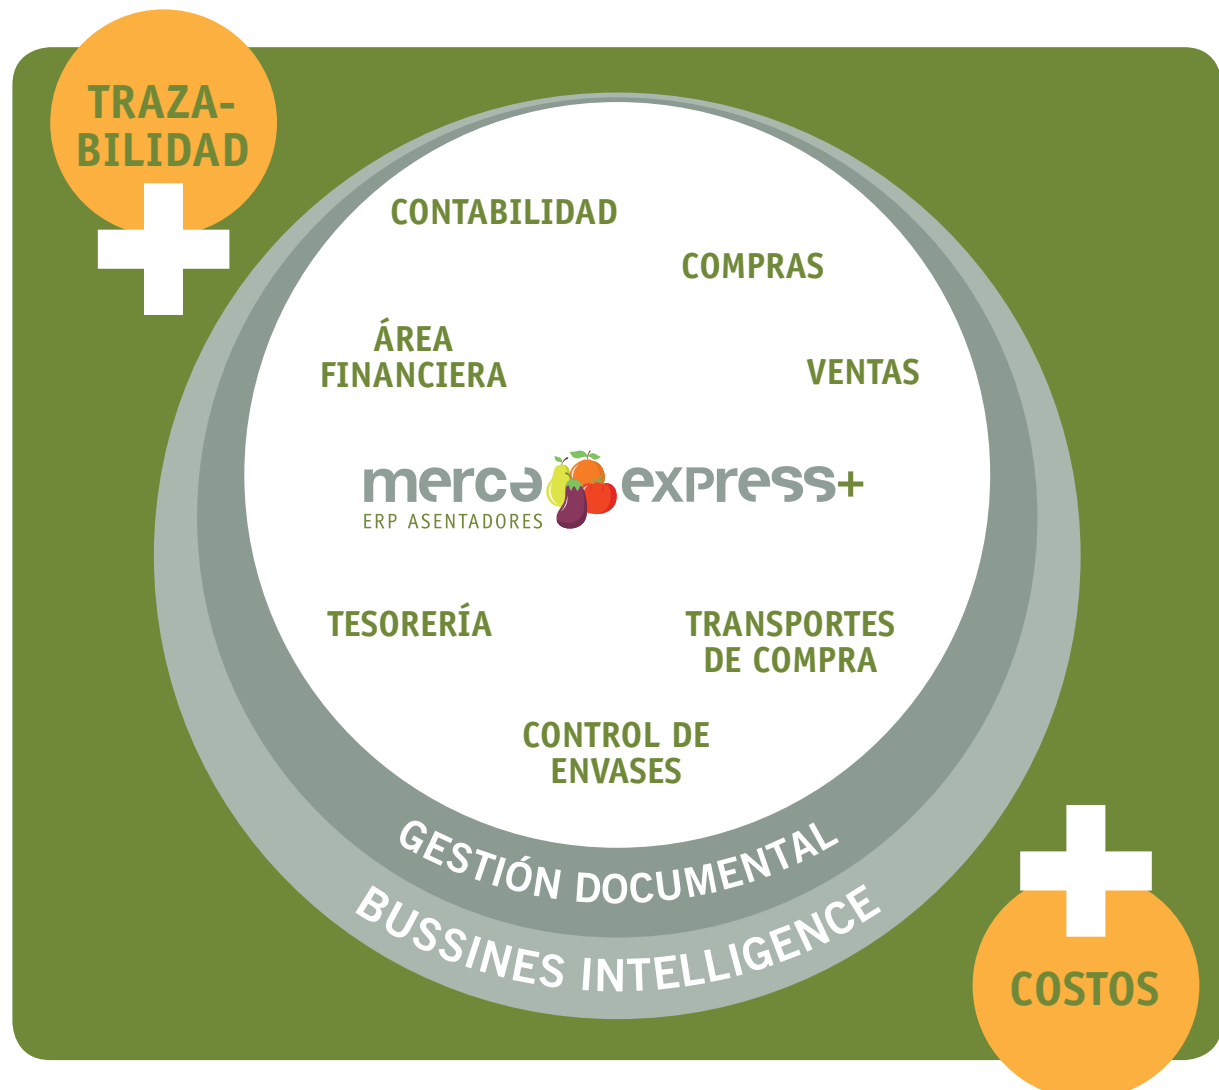 TRAZA-
BILIDAD
CONTABILIDAD
COMPRAS
ÁREA
FINANCIERA
VENTAS
merca express+
ERP ASENTADORES
TESORERÍA
TRANSPORTES
DE COMPRA
CONTROL DE
ENVASES
GESTIÓN DOCUMENTAL
BUSSINES INTELLIGENCE
COSTOS